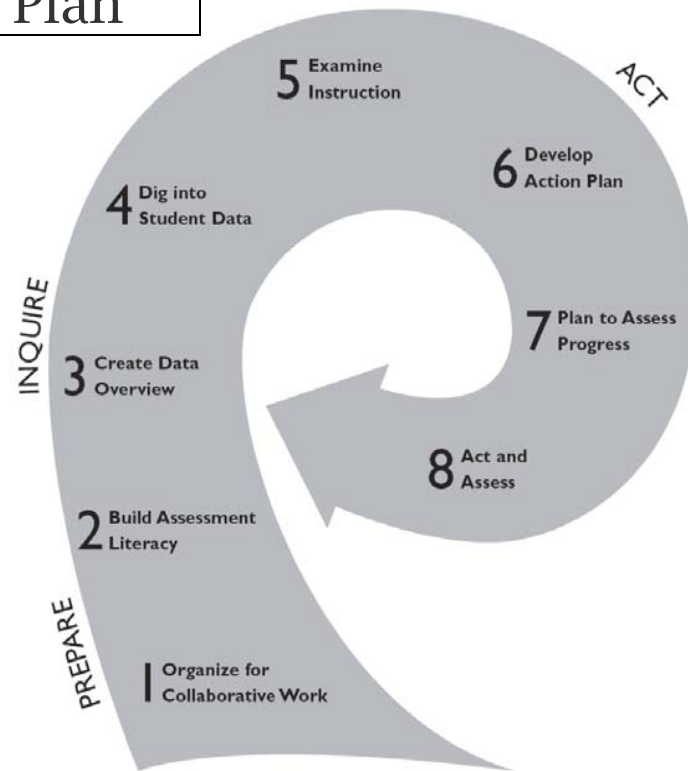 Plan
5 Examine
Instruction
ACT
6 Develop
Action Plan
4 Dig into
Student Data
INQUIRE
7 Plan to Assess
Progress
3 Create Data
Overview
8 Act and
Assess
2 Build Assessment
Literacy
PREPARE
1 Organize for
Collaborative Work